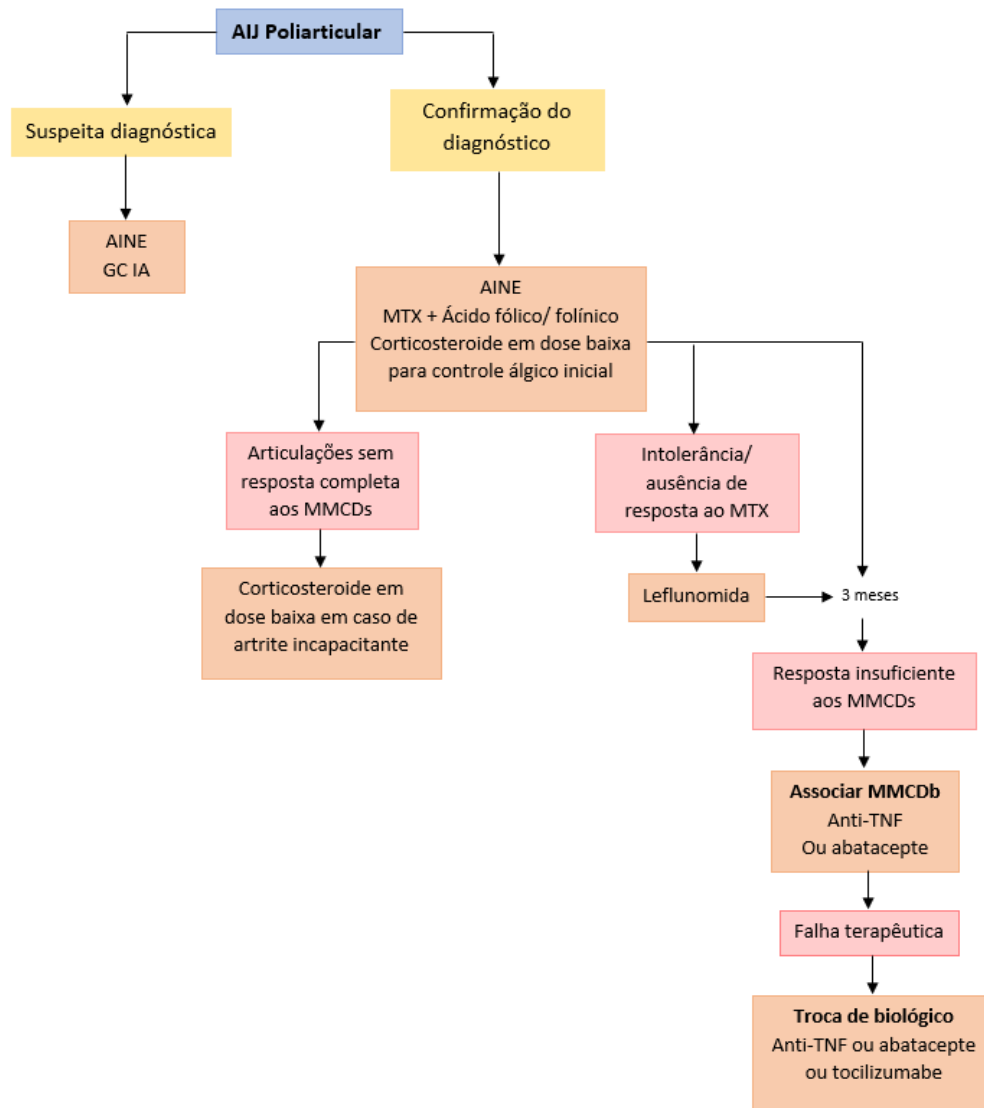 AIJ Poliarticular
Suspeita diagnóstica
Confirmação do
diagnóstico
AINE
GC IA
AINE
MTX + Ácido fólico/ folínico
Corticosteroide em dose baixa
para controle álgico inicial
Articulações sem
resposta completa
aos MMCDs
Intolerância/
ausência de
resposta ao MTX
Corticosteroide em
dose baixa em caso de
artrite incapacitante
Leflunomida
3 meses
Resposta insuficiente
aos MMCDs
Associar MMCDb
Anti-TNF
Ou abatacepte
Falha terapêutica
Troca de biológico
Anti-TNF ou abatacepte
ou tocilizumabe